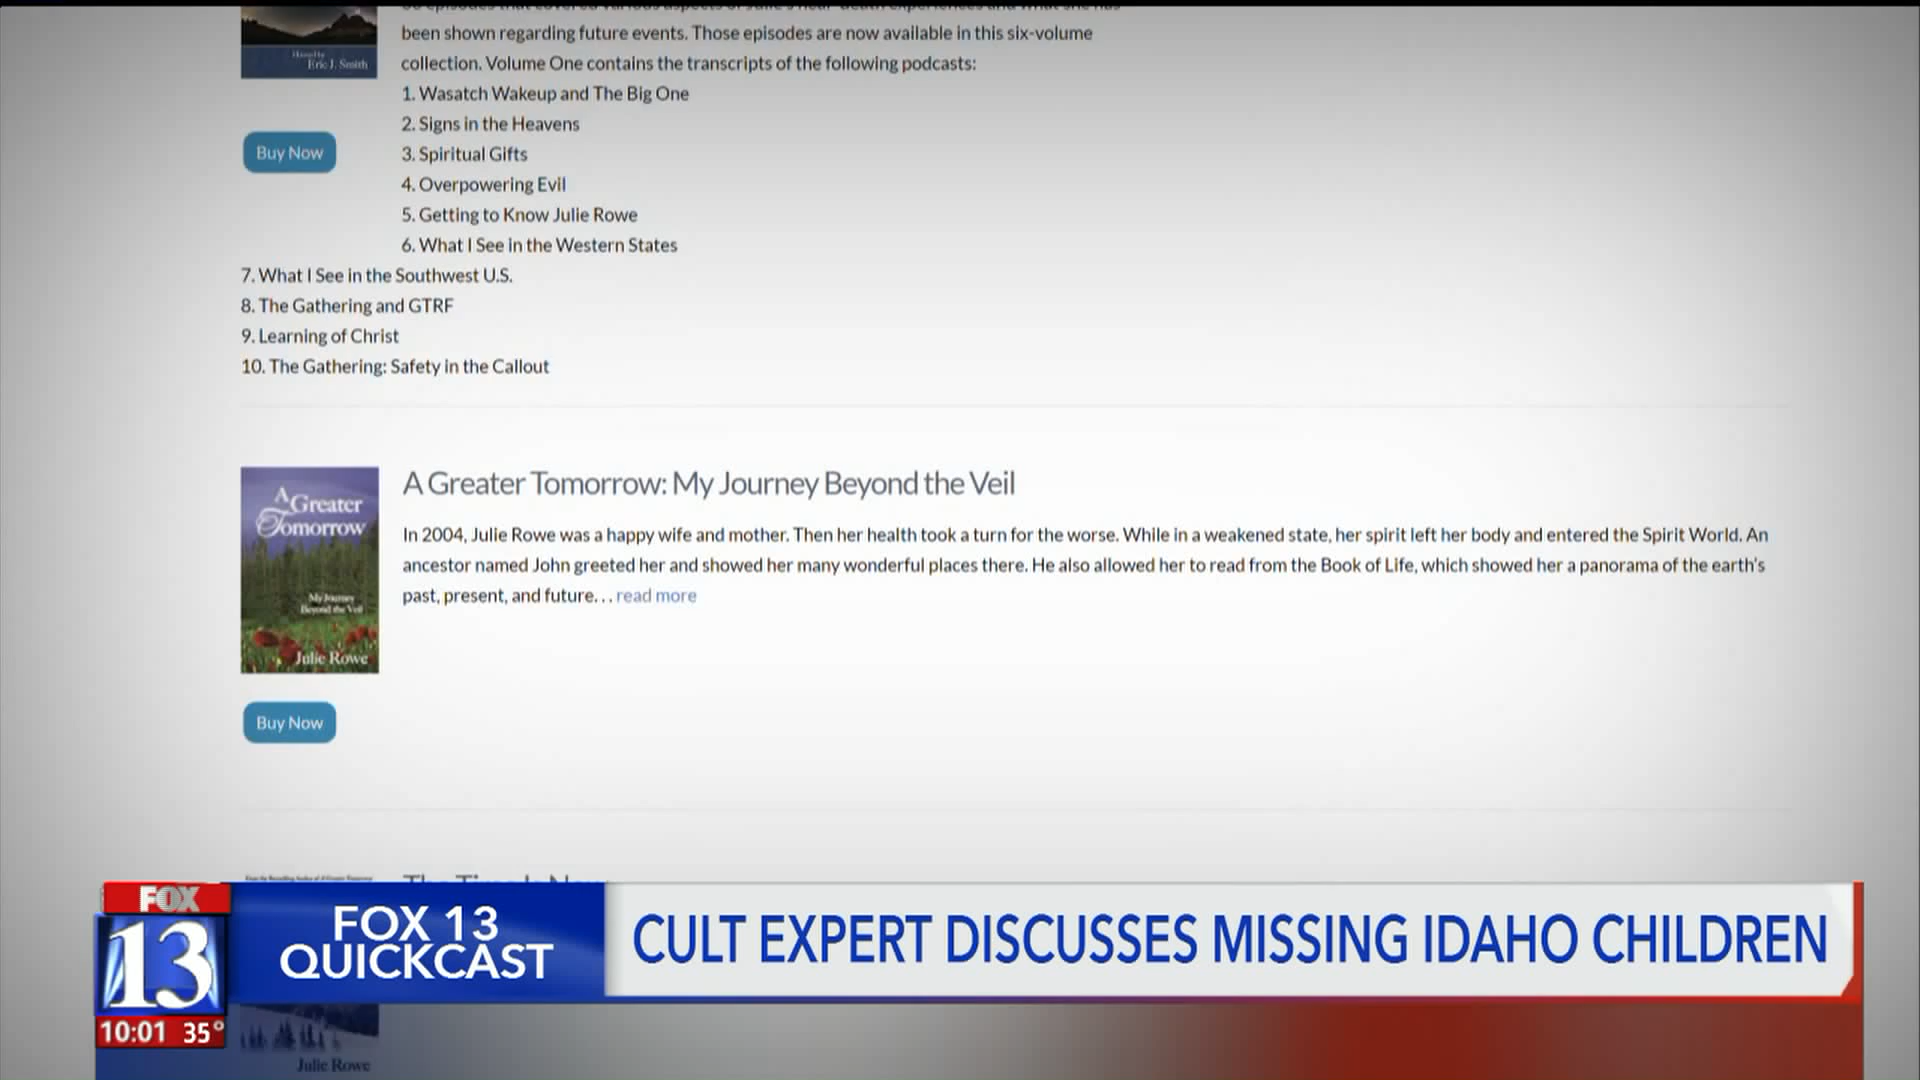 been shown regarding future events. Those episodes are now available in this six-volume
Eric J. Smith
collection. Volume One contains the transcripts of the following podcasts:
1. Wasatch Wakeup and The Big One
2. Signs in the Heavens
Buy Now
3. Spiritual Gifts
4. Overpowering Evil
5. Getting to Know Julie Rowe
6. What I See in the Western States
7. What I See in the Southwest U.S.
8. The Gathering and GTRF
9. Learning of Christ
10. The Gathering: Safety in the Callout
A Greater Tomorrow: My Journey Beyond the Veil
A
Greater
Tomorrow
My Journey
Beyond the Veil
Julie Rowe
In 2004, Julie Rowe was a happy wife and mother. Then her health took a turn for the worse. While in a weakened state, her spirit left her body and entered the Spirit World. An
ancestor named John greeted her and showed her many wonderful places there. He also allowed her to read from the Book of Life, which showed her a panorama of the earth's
past, present, and future... read more
Buy Now
FOX
13
FOX 13
QUICKCAST
CULT EXPERT DISCUSSES MISSING IDAHO CHILDREN
10:01 35°
Julie Rowe